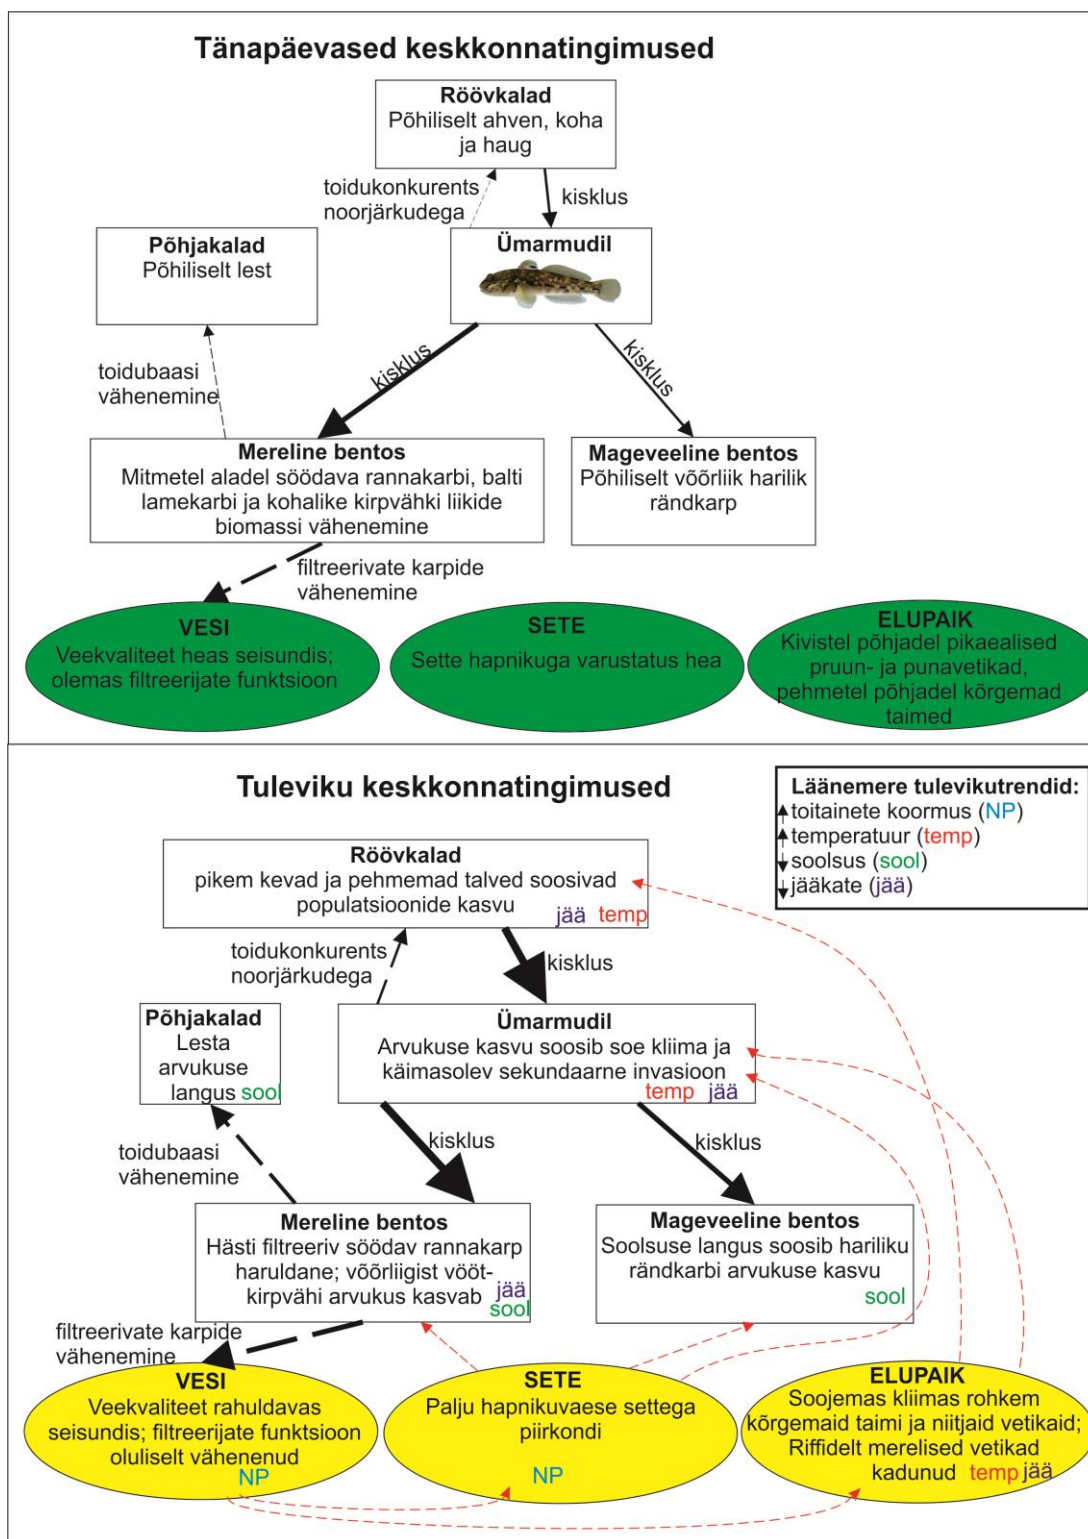 Tänapäevased keskkonnatingimused
Röövkalad
Põhiliselt ahven, koha
ja haug
toidukonkurents
noorjärkudega
kisklus
Põhjakalad
Põhiliselt lest
Ümarmudil
toidubaasi
vähenemine
kisklus
kisklus
Mereline bentos
Mitmetel aladel söödava rannakarbi, balti
lamekarbi ja kohalike kirpvähki liikide
biomassi vähenemine
Mageveeline bentos
Põhiliselt võõrliik harilik
rändkarp
filtreerivate karpide
vähenemine
VESI
Veekvaliteet heas seisundis;
olemas filtreerijate funktsioon
SETE
Sette hapnikuga varustatus hea
ELUPAIK
Kivistel põhjadel pikaealised
pruun- ja punavetikad,
pehmetel põhjadel kõrgemad
taimed
Tuleviku keskkonnatingimused
Läänemere tulevikutrendid:
toitainete koormus (NP)
temperatuur (temp)
soolsus (sool)
jääkate (jää)
Röövkalad
pikem kevad ja pehmemad talved soosivad
populatsioonide kasvu
jää temp
toidukonkurents
noorjärkudega
kisklus
Põhjakalad
Lesta
arvukuse
langus sool
Ümarmudil
Arvukuse kasvu soosib soe kliima ja
käimasolev sekundaarne invasioon
temp jää
toidubaasi
vähenemine
kisklus
kisklus
Mereline bentos
Hästi filtreeriv söödav rannakarp
haruldane; võõrliigist vööt-
kirpvähi arvukus kasvab
jää
sool
Mageveeline bentos
Soolsuse langus soosib hariliku
rändkarbi arvukuse kasvu
sool
filtreerivate karpide
vähenemine
VESI
Veekvaliteet rahuldavas
seisundis; filtreerijate funktsioon
oluliselt vähenenud
NP
SETE
Palju hapnikuvaese settega
piirkondi
NP
ELUPAIK
Soojemas kliimas rohkem
kõrgemaid taimi ja niitjaid vetikaid;
Riffidelt merelised vetikad
kadunud temp jää